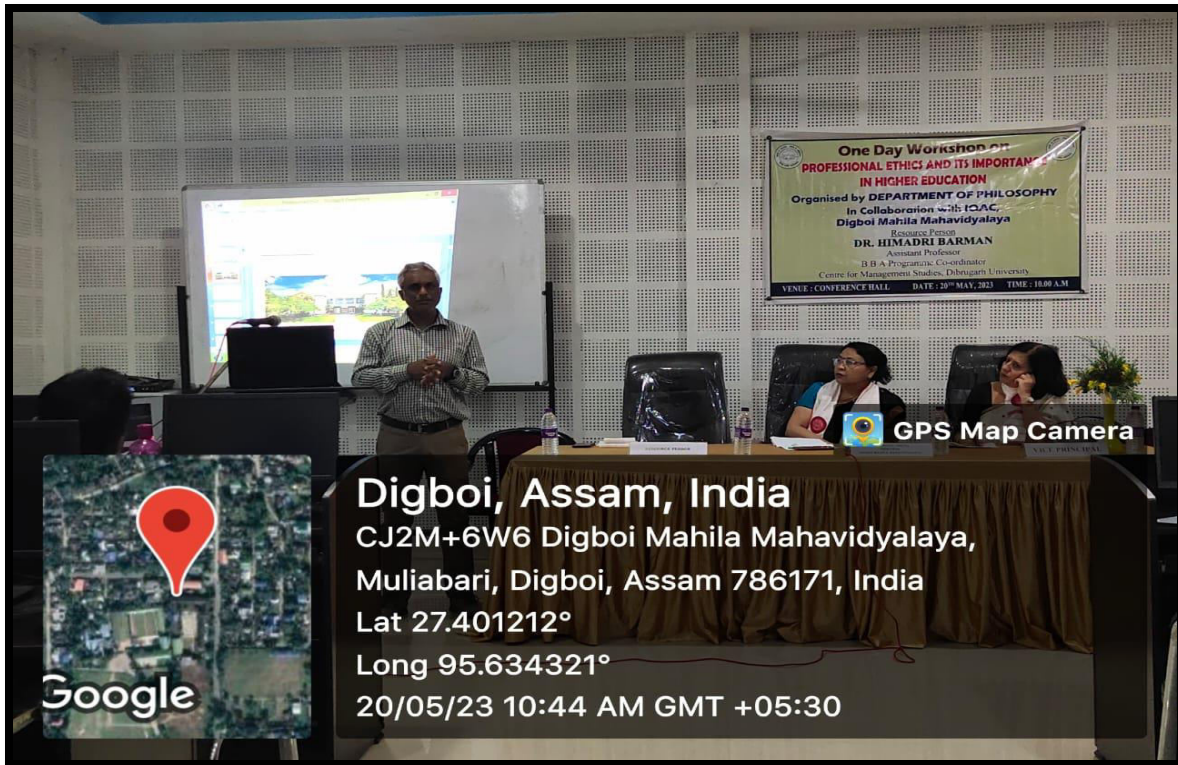 One Day Workshop on
PROFESSIONAL ETHICS AND ITS IMPORTANCE
IN HIGHER EDUCATION
Organised by DEPARTMENT OF PHILOSOPHY
In Collaboration with IQAC,
Digboi Mahila Mahavidyalaya
Resource Person
DR. HIMADRI BARMAN
Assistant Professor
B B A Programme Co-ordinator
Centre for Management Studies, Dibrugarh University
VENUE : CONFERENCE HALL DATE : 20TH MAY, 2023 TIME : 10.00 A.M
RESOURCE PERSON
VICE PRINCIPAL
GPS Map Camera
Digboi, Assam, India
CJ2M+6W6 Digboi Mahila Mahavidyalaya,
Muliabari, Digboi, Assam 786171, India
Lat 27.401212°
Long 95.634321°
20/05/23 10:44 AM GMT +05:30
Google